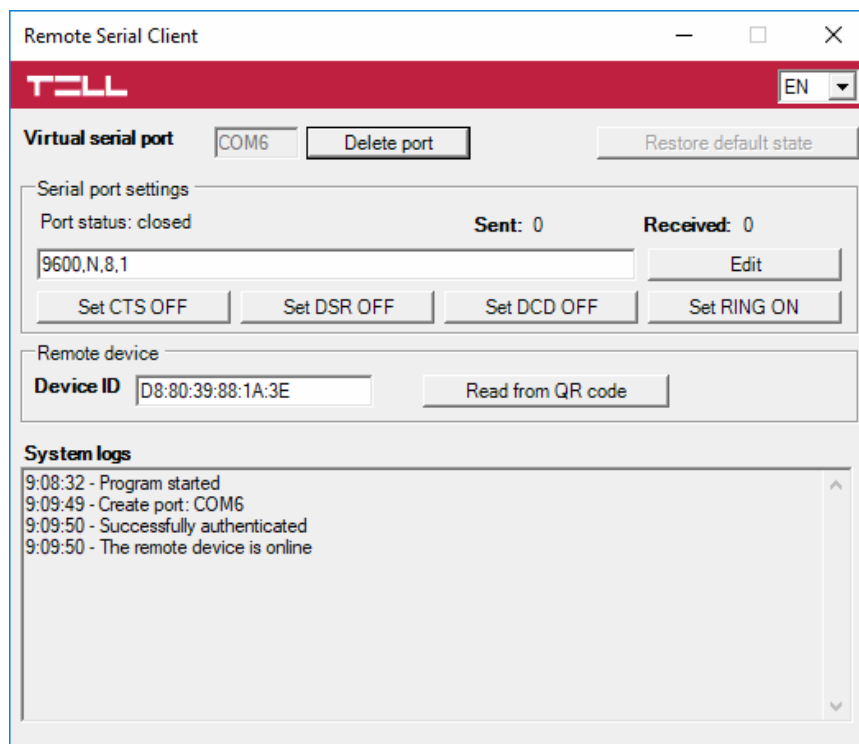 Remote Serial Client
TELL EN
Virtual serial port COM6 Delete port Restore default state
Serial port settings
Port status: closed Sent: 0 Received: 0
9600,N,8,1 Edit
Set CTS OFF Set DSR OFF Set DCD OFF Set RING ON
Remote device
Device ID D8:80:39:88:1A:3E Read from QR code
System logs
9:08:32 - Program started
9:09:49 - Create port: COM6
9:09:50 - Successfully authenticated
9:09:50 - The remote device is online